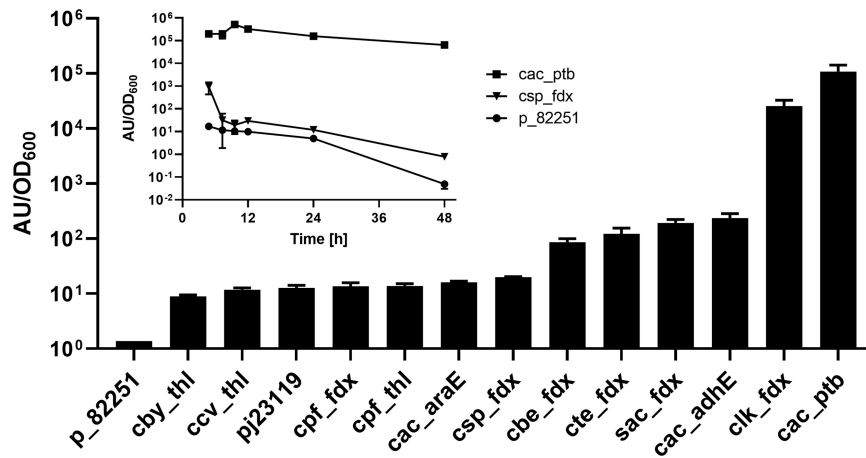 AU/OD600
10^6
10^5
10^4
10^3
10^2
10^1
10^0
p_82251
cby_thl
ccv_thl
pj23119
cpf_fdx
cpf_thl
cac_araE
csp_fdx
cbe_fdx
cte_fdx
sac_fdx
cac_adhE
clk_fdx
cac_ptb
AU/OD600
10^6
10^5
10^4
10^3
10^2
10^1
10^0
10^-1
10^-2
0
12
24
36
48
Time [h]
cac_ptb
csp_fdx
p_82251